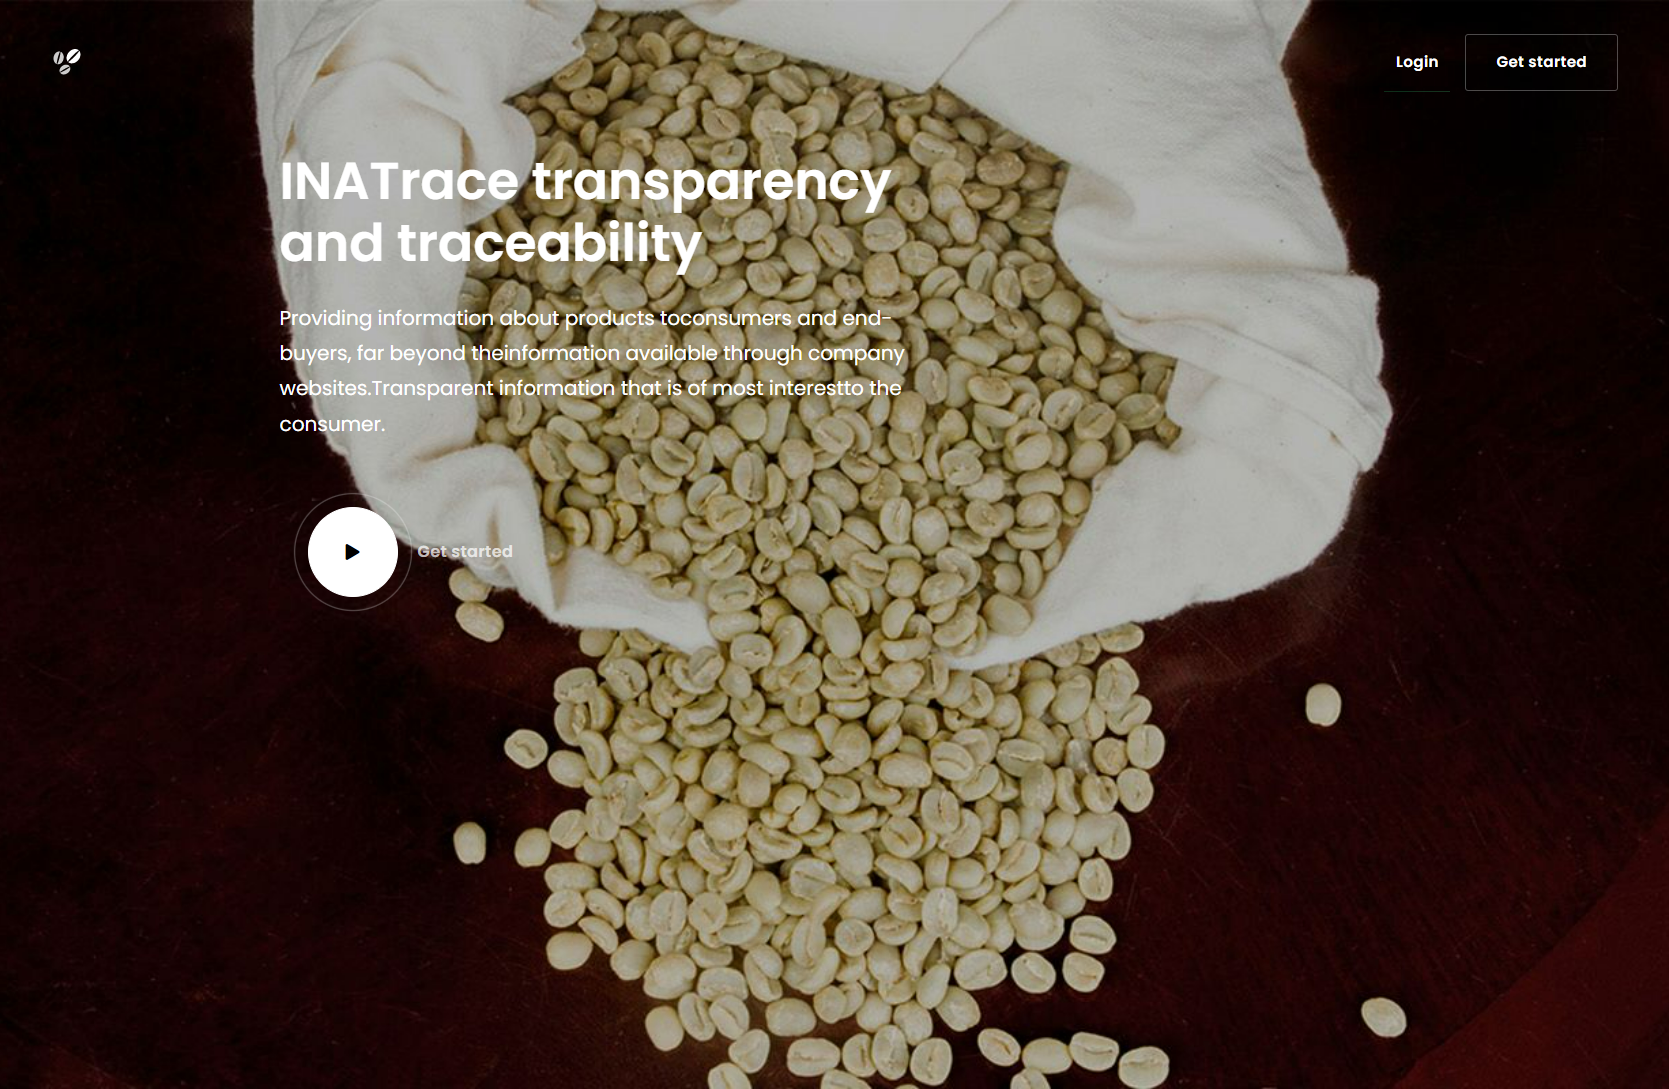 Login
Get started
INATrace transparency
and traceability
Providing information about products toconsumers and end-
buyers, far beyond theinformation available through company
websites.Transparent information that is of most interestto the
consumer.
Get started